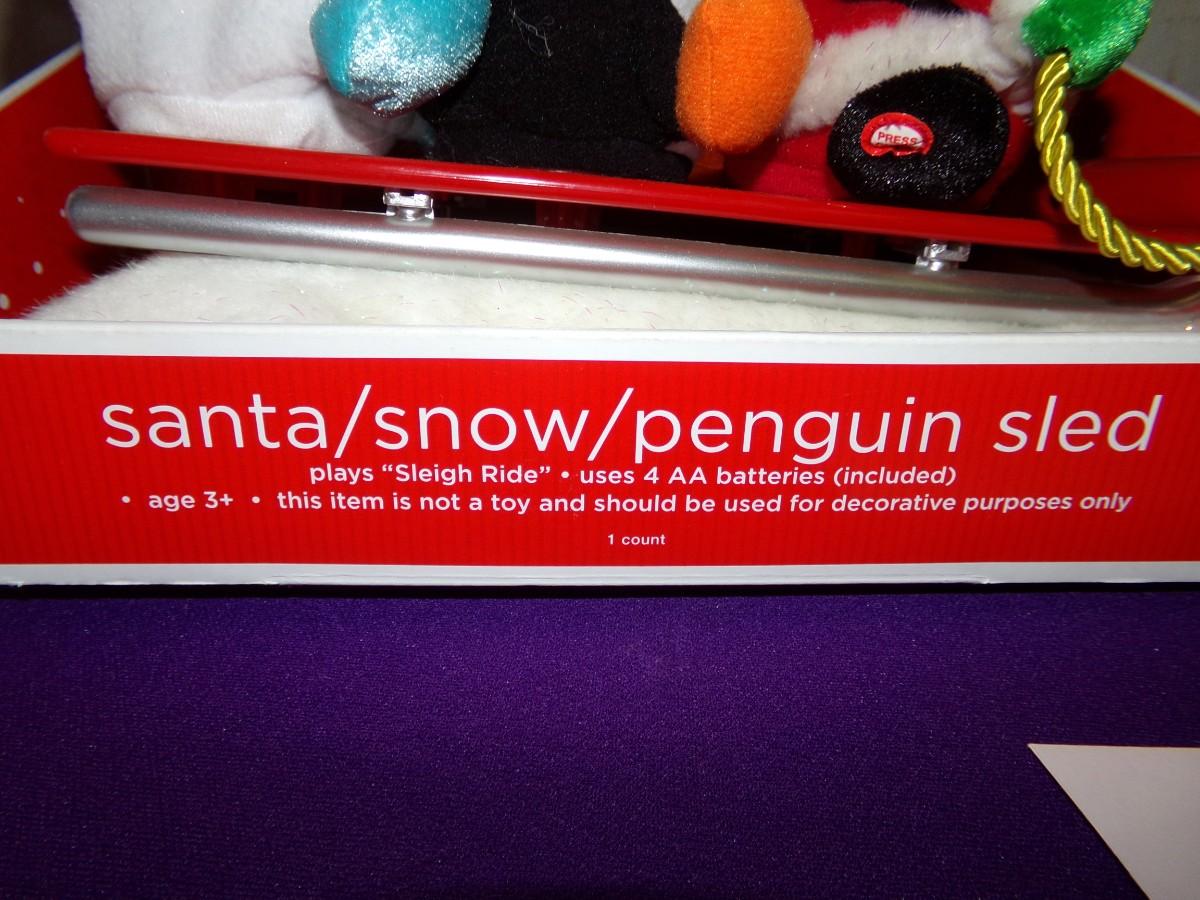 PRESS
santa/snow/penguin sled
plays “Sleigh Ride” • uses 4 AA batteries (included)
• age 3+ • this item is not a toy and should be used for decorative purposes only
1 count